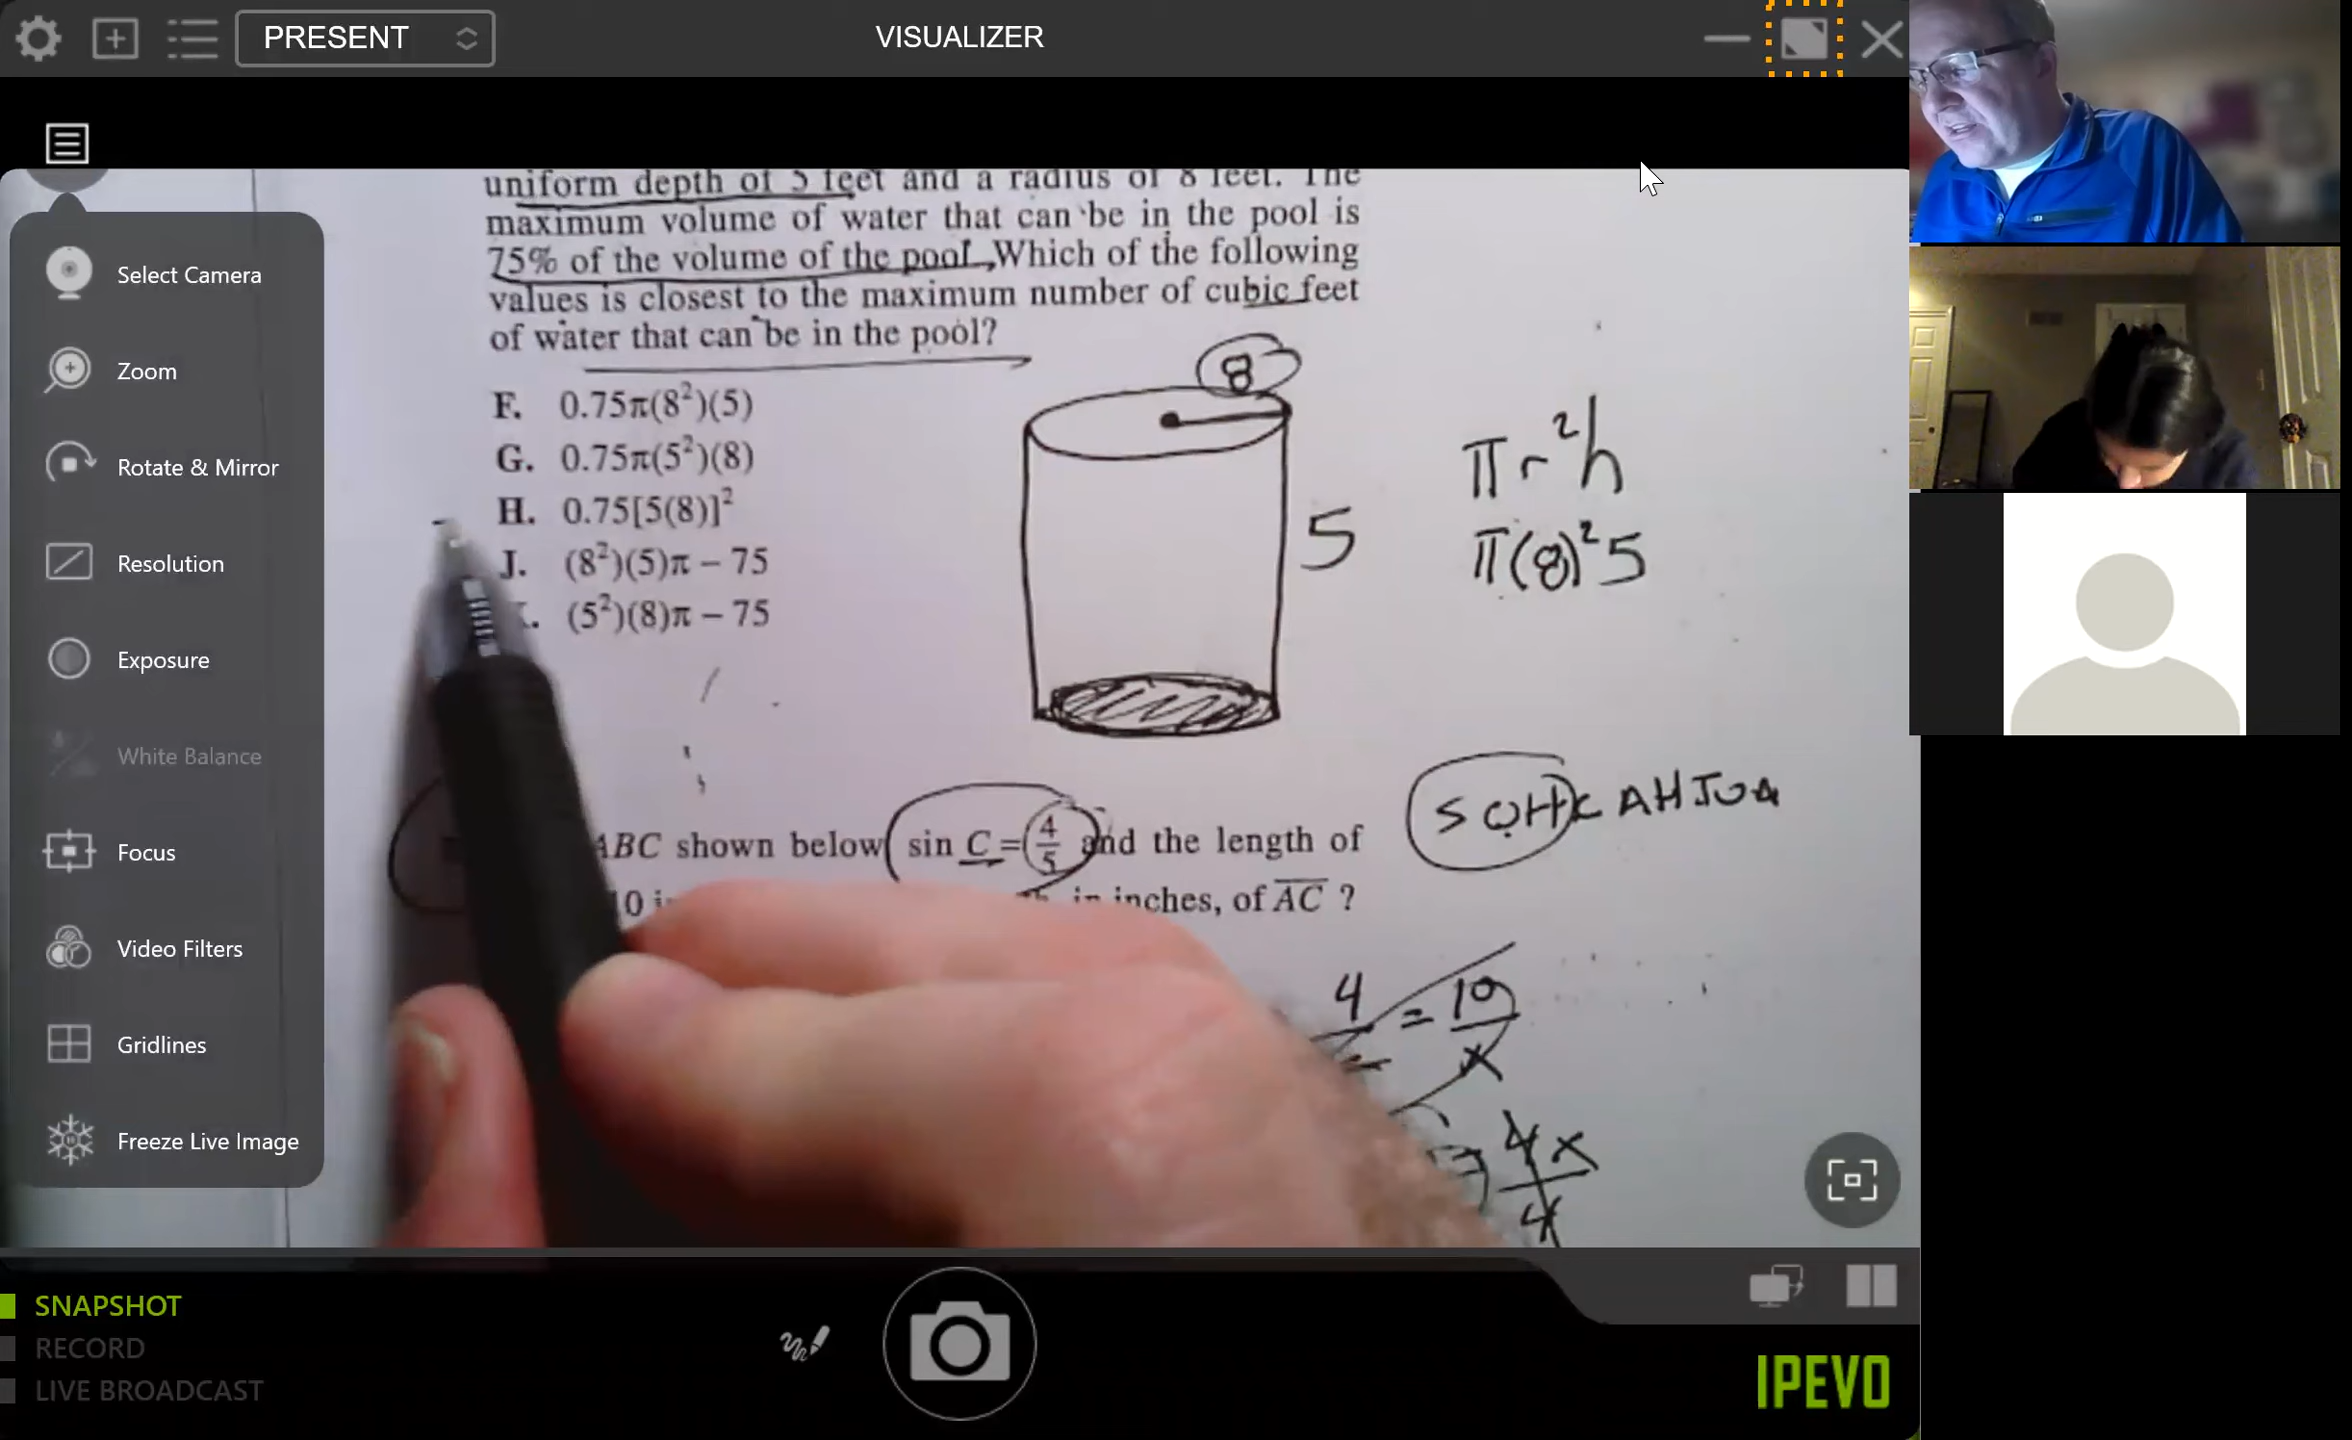 PRESENT
VISUALIZER
Select Camera
Zoom
Rotate & Mirror
Resolution
Exposure
White Balance
Focus
Video Filters
Gridlines
Freeze Live Image
uniform depth of 5 feet and a radius of 8 feet. The
maximum volume of water that can be in the pool is
75% of the volume of the pool. Which of the following
values is closest to the maximum number of cubic feet
of water that can be in the pool?
F. 0.75π(8²)(5)
G. 0.75π(5²)(8)
H. 0.75[5(8)]²
J. (8²)(5)π – 75
(5²)(8)π – 75
8
5
πr²h
π(8)²5
SOHCAHTOA
ABC shown below sin C = 4/5 and the length of
10 in inches, of AC ?
4 = 10
x
= 4x
4
SNAPSHOT
RECORD
LIVE BROADCAST
IPEVO